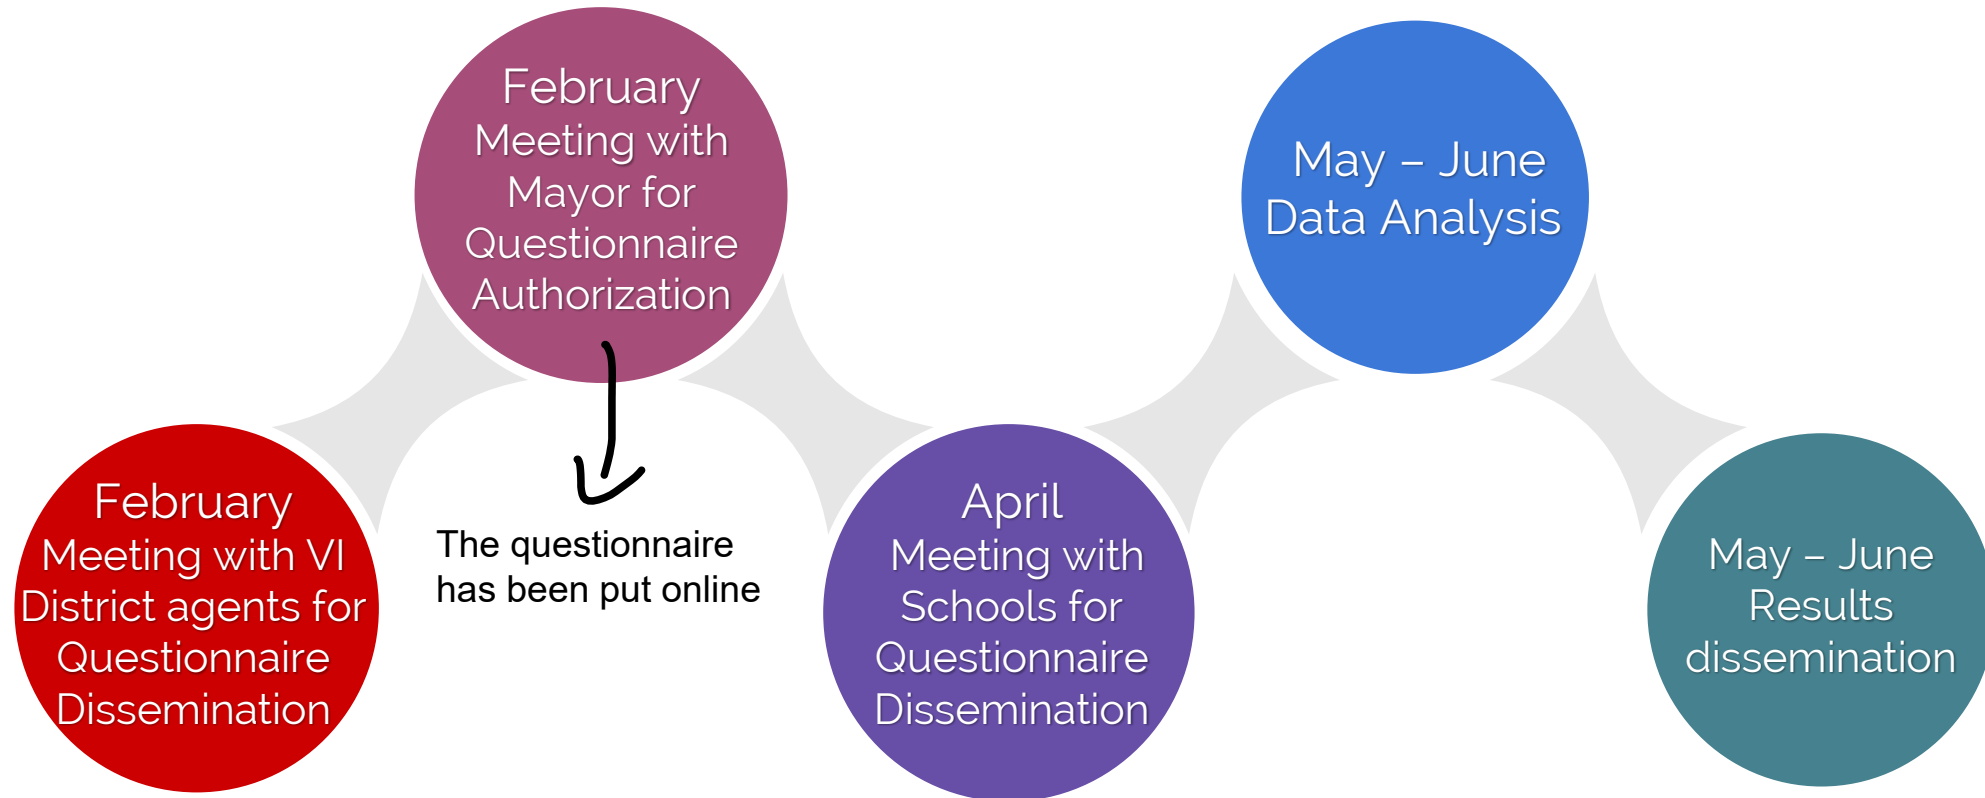 February
Meeting with VI
District agents for
Questionnaire
Dissemination
February
Meeting with
Mayor for
Questionnaire
Authorization
The questionnaire
has been put online
April
Meeting with
Schools for
Questionnaire
Dissemination
May – June
Data Analysis
May – June
Results
dissemination